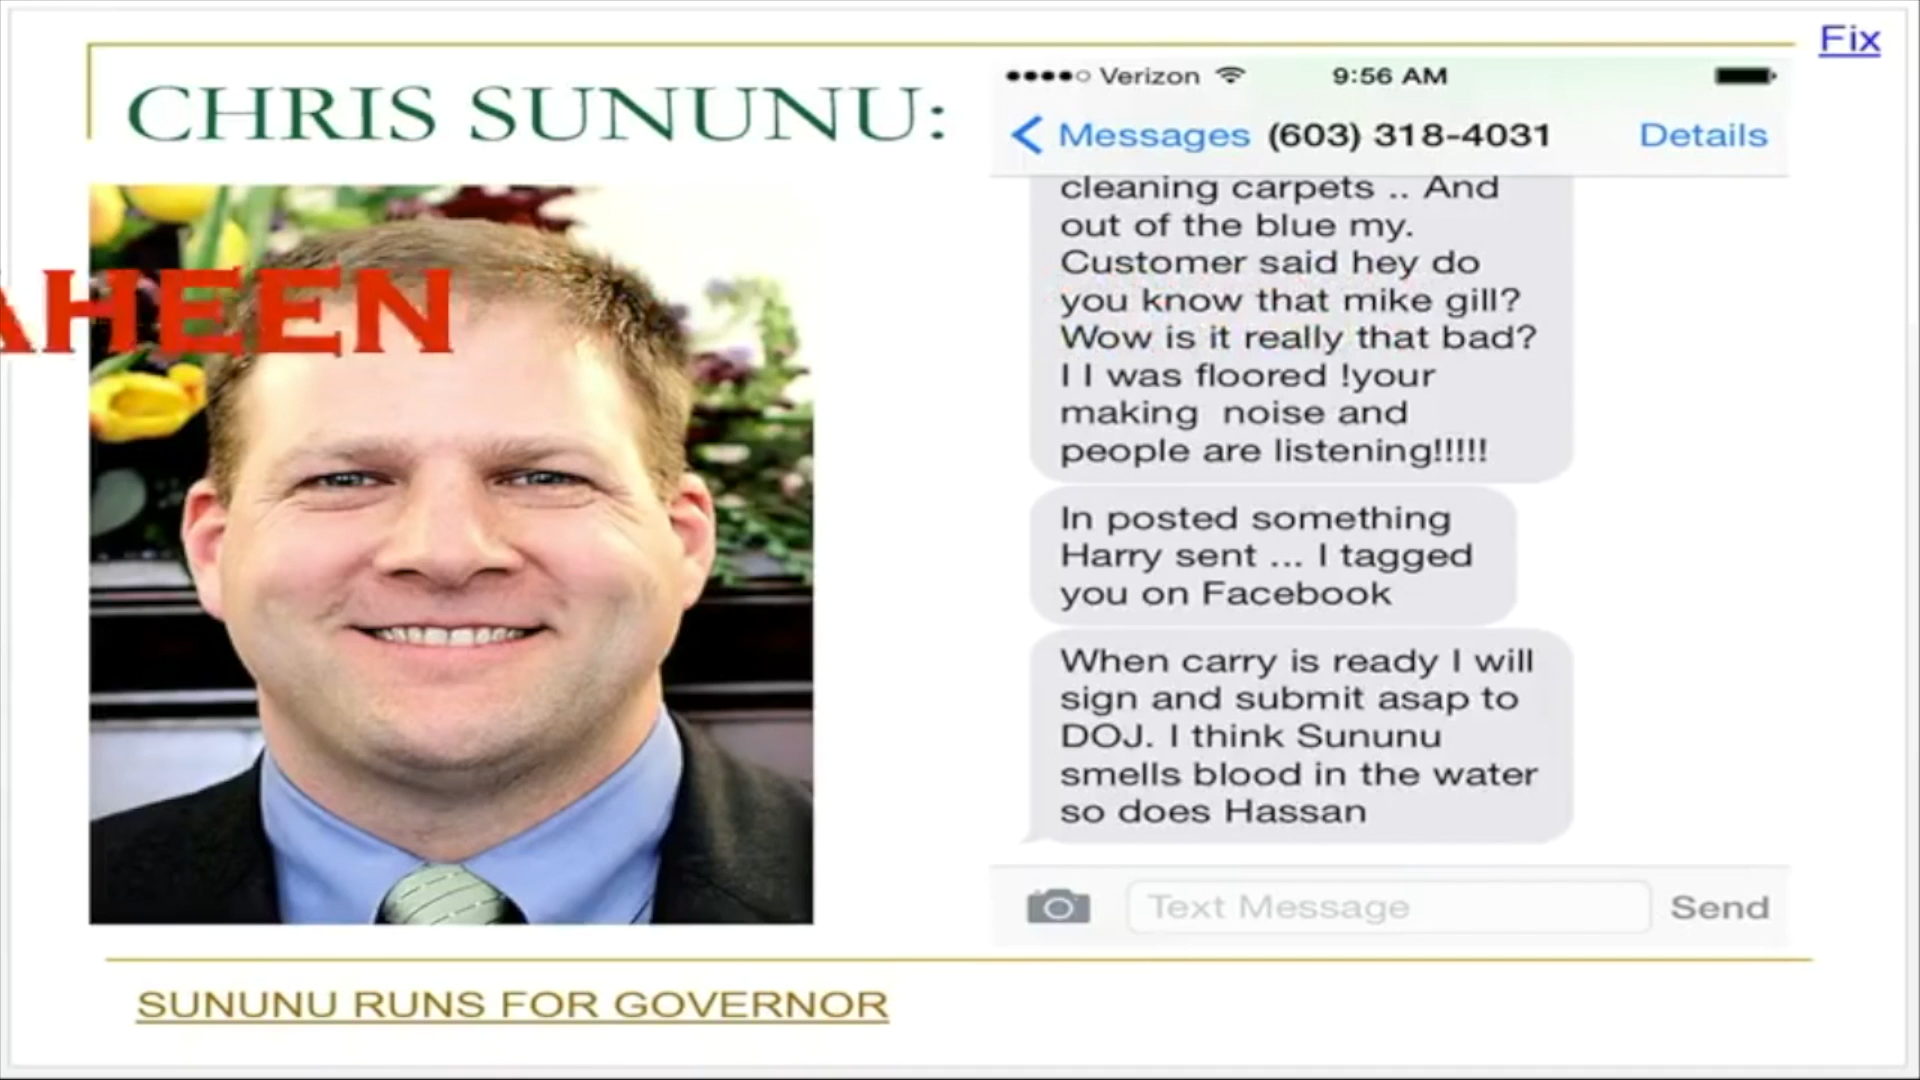 Fix
CHRIS SUNUNU:
AHEEN
Verizon
9:56 AM
Messages
(603) 318-4031
Details
cleaning carpets .. And
out of the blue my.
Customer said hey do
you know that mike gill?
Wow is it really that bad?
I I was floored !your
making  noise and
people are listening!!!!!
In posted something
Harry sent ... I tagged
you on Facebook
When carry is ready I will
sign and submit asap to
DOJ. I think Sununu
smells blood in the water
so does Hassan
Text Message
Send
SUNUNU RUNS FOR GOVERNOR